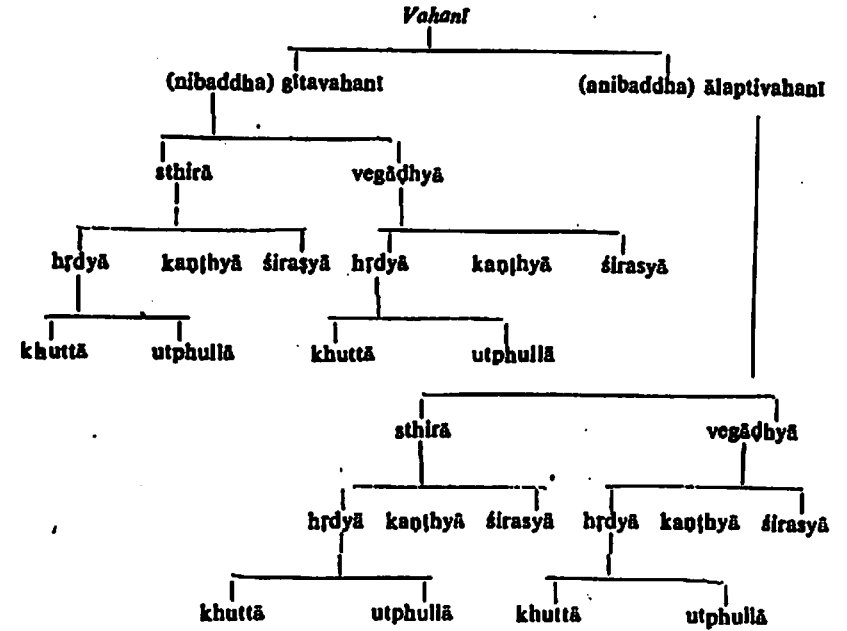 Vahanī
(nibaddha) gītavahanī (anibaddha) ālaptivahanī
sthirā vegāḍhyā
hṛdyā kaṇṭhyā śiraṣyā hṛdyā kaṇṭhyā śirasyā
khuttā utphullā khuttā utphullā
sthirā vegāḍhyā
hṛdyā kaṇṭhyā śirasyā hṛdyā kaṇṭhyā śirasyā
khuttā utphullā khuttā utphullā